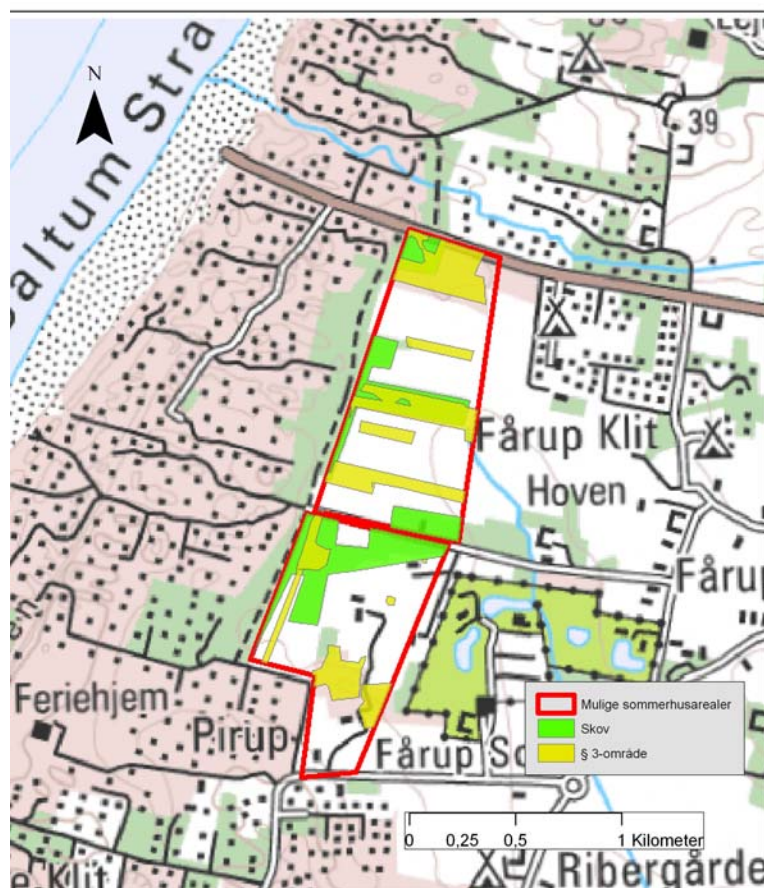 N
39
altum Stra
Fårup Klit
Hoven
Fårup
Feriehjem
Pirup
Mulige sommerhusarealer
Skov
§ 3-område
Fårup So
0 0,25 0,5 1 Kilometer
e Klit
Ribergårde